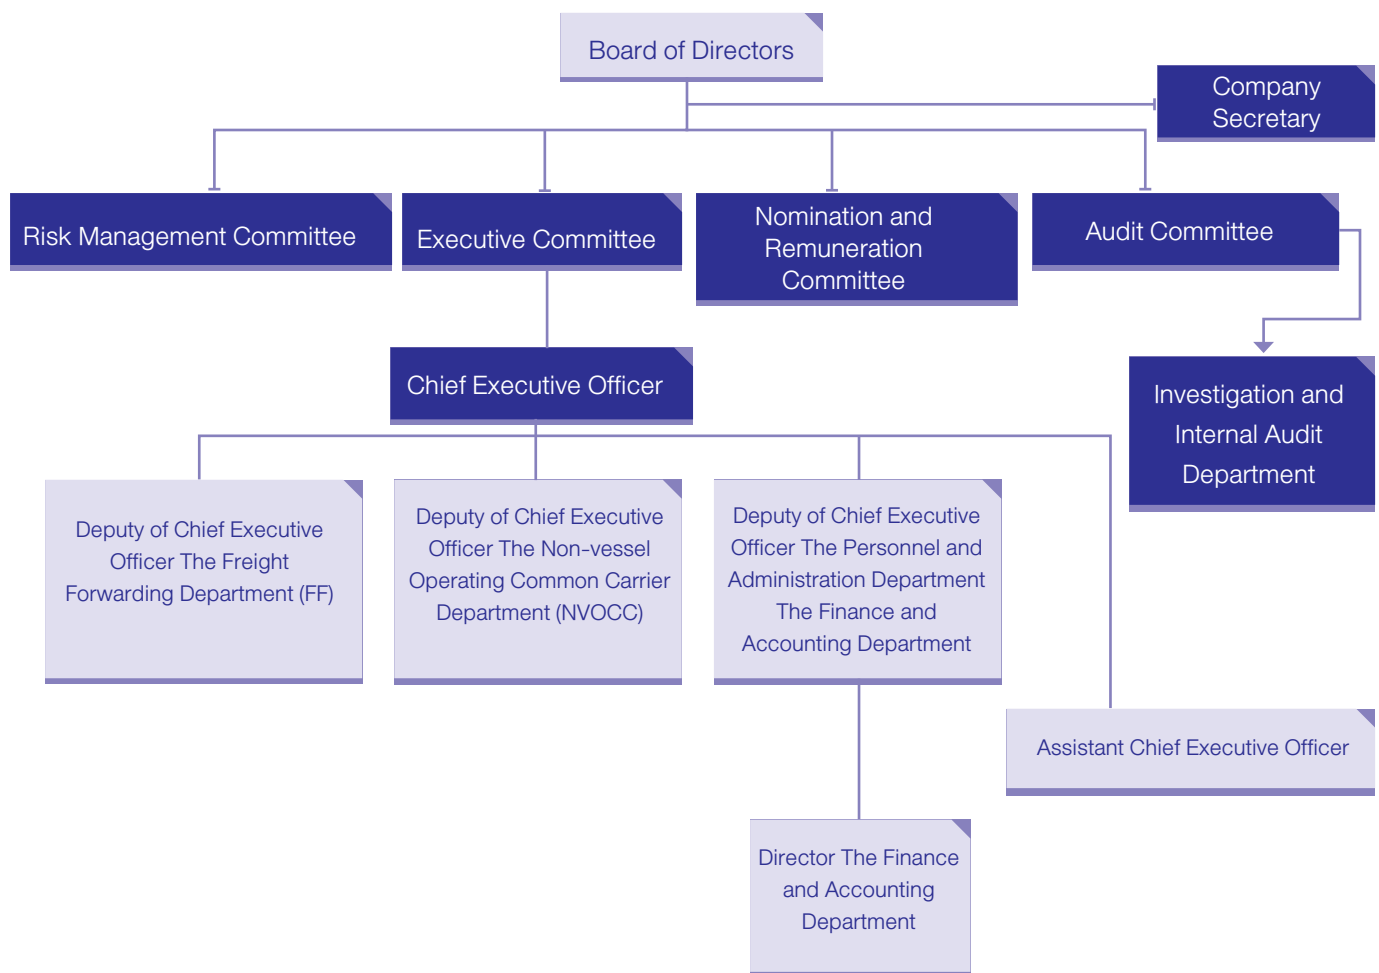 Board of Directors
Company
Secretary
Risk Management Committee
Executive Committee
Nomination and
Remuneration
Committee
Audit Committee
Chief Executive Officer
Investigation and
Internal Audit
Department
Deputy of Chief Executive
Officer The Freight
Forwarding Department (FF)
Deputy of Chief Executive
Officer The Non-vessel
Operating Common Carrier
Department (NVOCC)
Deputy of Chief Executive
Officer The Personnel and
Administration Department
The Finance and
Accounting Department
Assistant Chief Executive Officer
Director The Finance
and Accounting
Department